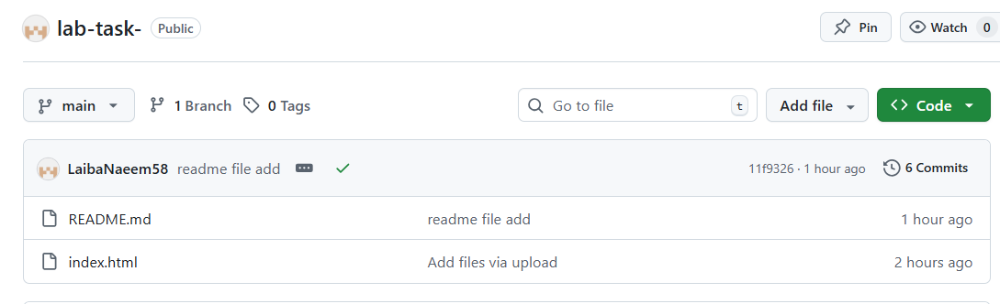 lab-task- Public Pin Watch 0
main 1 Branch 0 Tags Go to file t Add file Code
LaibaNaeem58 readme file add 11f9326 · 1 hour ago 6 Commits
README.md readme file add 1 hour ago
index.html Add files via upload 2 hours ago